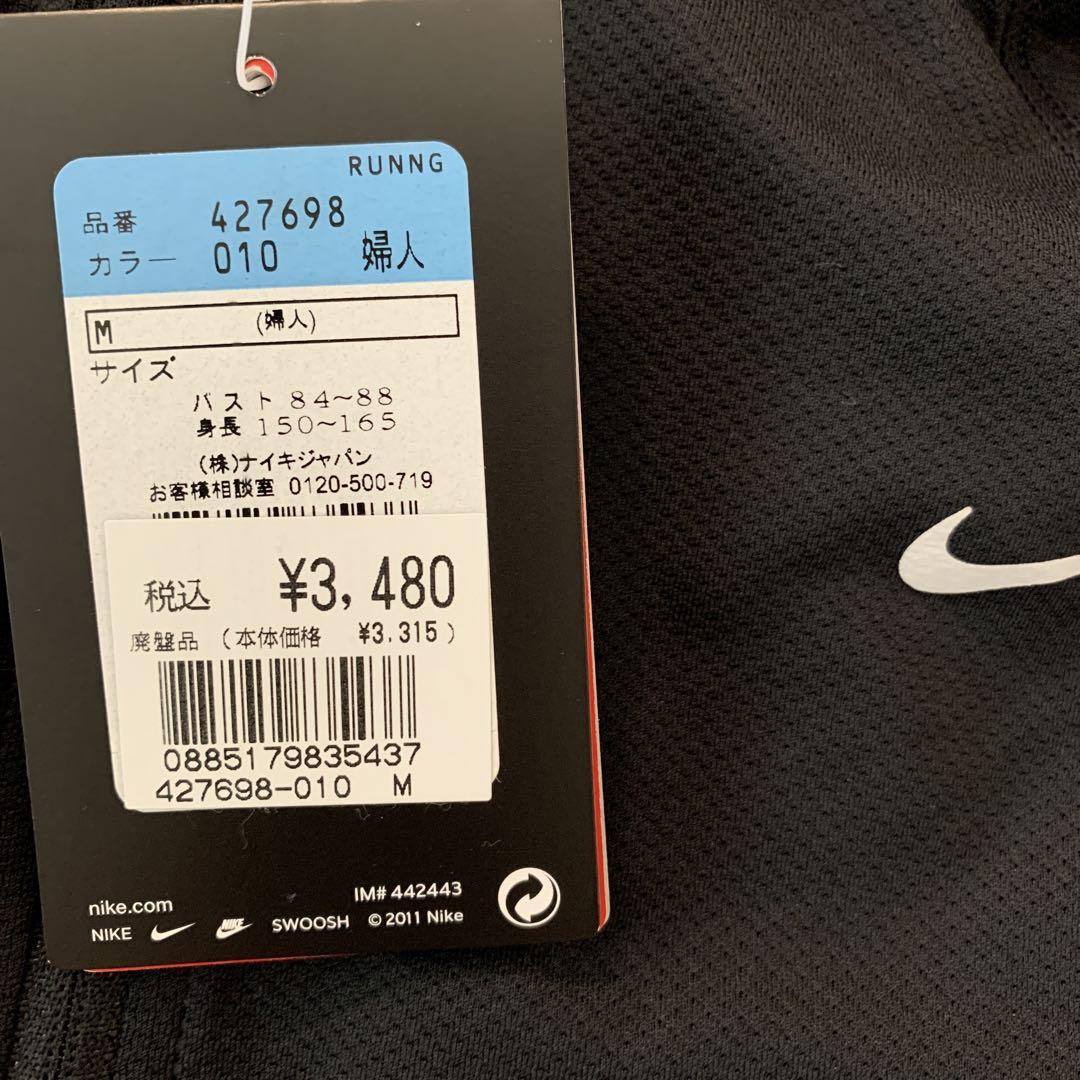 RUNNG
品番 427698
カラー 010 婦人
M (婦人)
サイズ
バスト 84~88
身長 150~165
(株)ナイキジャパン
お客様相談室 0120-500-719
税込 ¥3,480
廃盤品 (本体価格 ¥3,315)
0885179835437
427698-010 M
nike.com IM# 442443
NIKE NIKE SWOOSH © 2011 Nike